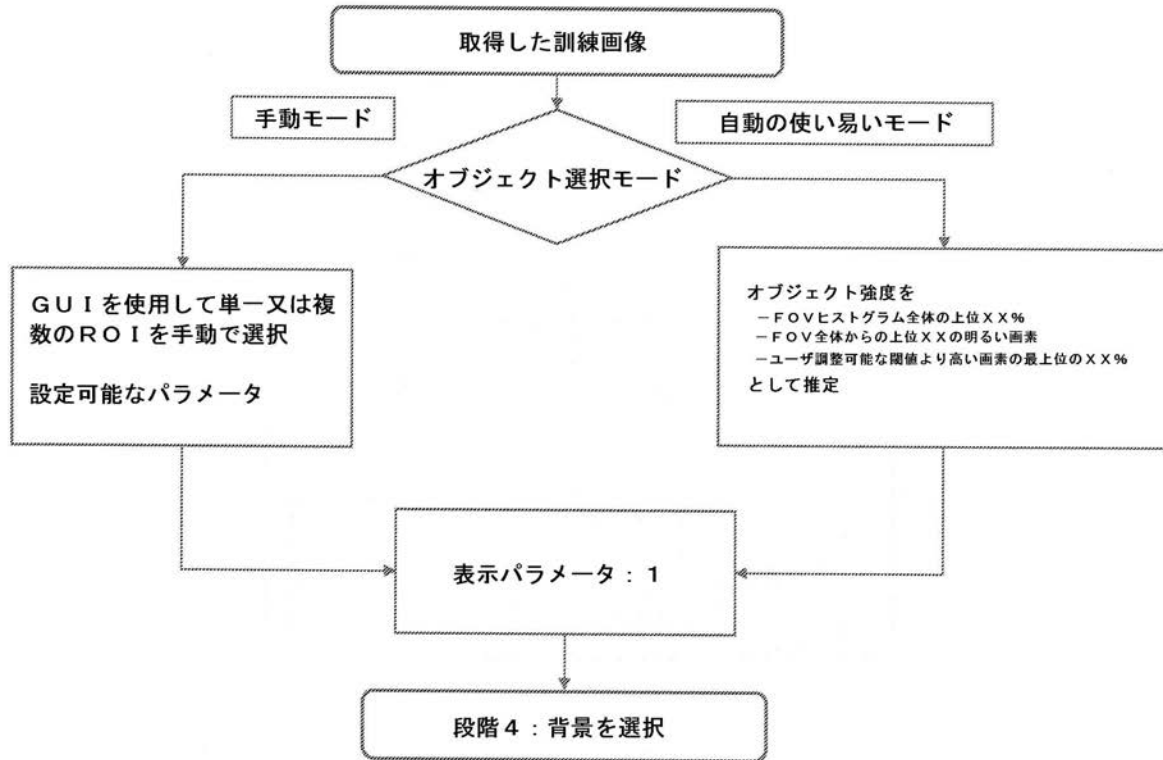 取得した訓練画像
手動モード
自動の使い易いモード
オブジェクト選択モード
GUIを使用して単一又は複
数のROIを手動で選択
設定可能なパラメータ
オブジェクト強度を
－FOVヒストグラム全体の上位XX%
－FOV全体からの上位XXの明るい画素
－ユーザ調整可能な閾値より高い画素の最上位のXX%
として推定
表示パラメータ：1
段階4：背景を選択